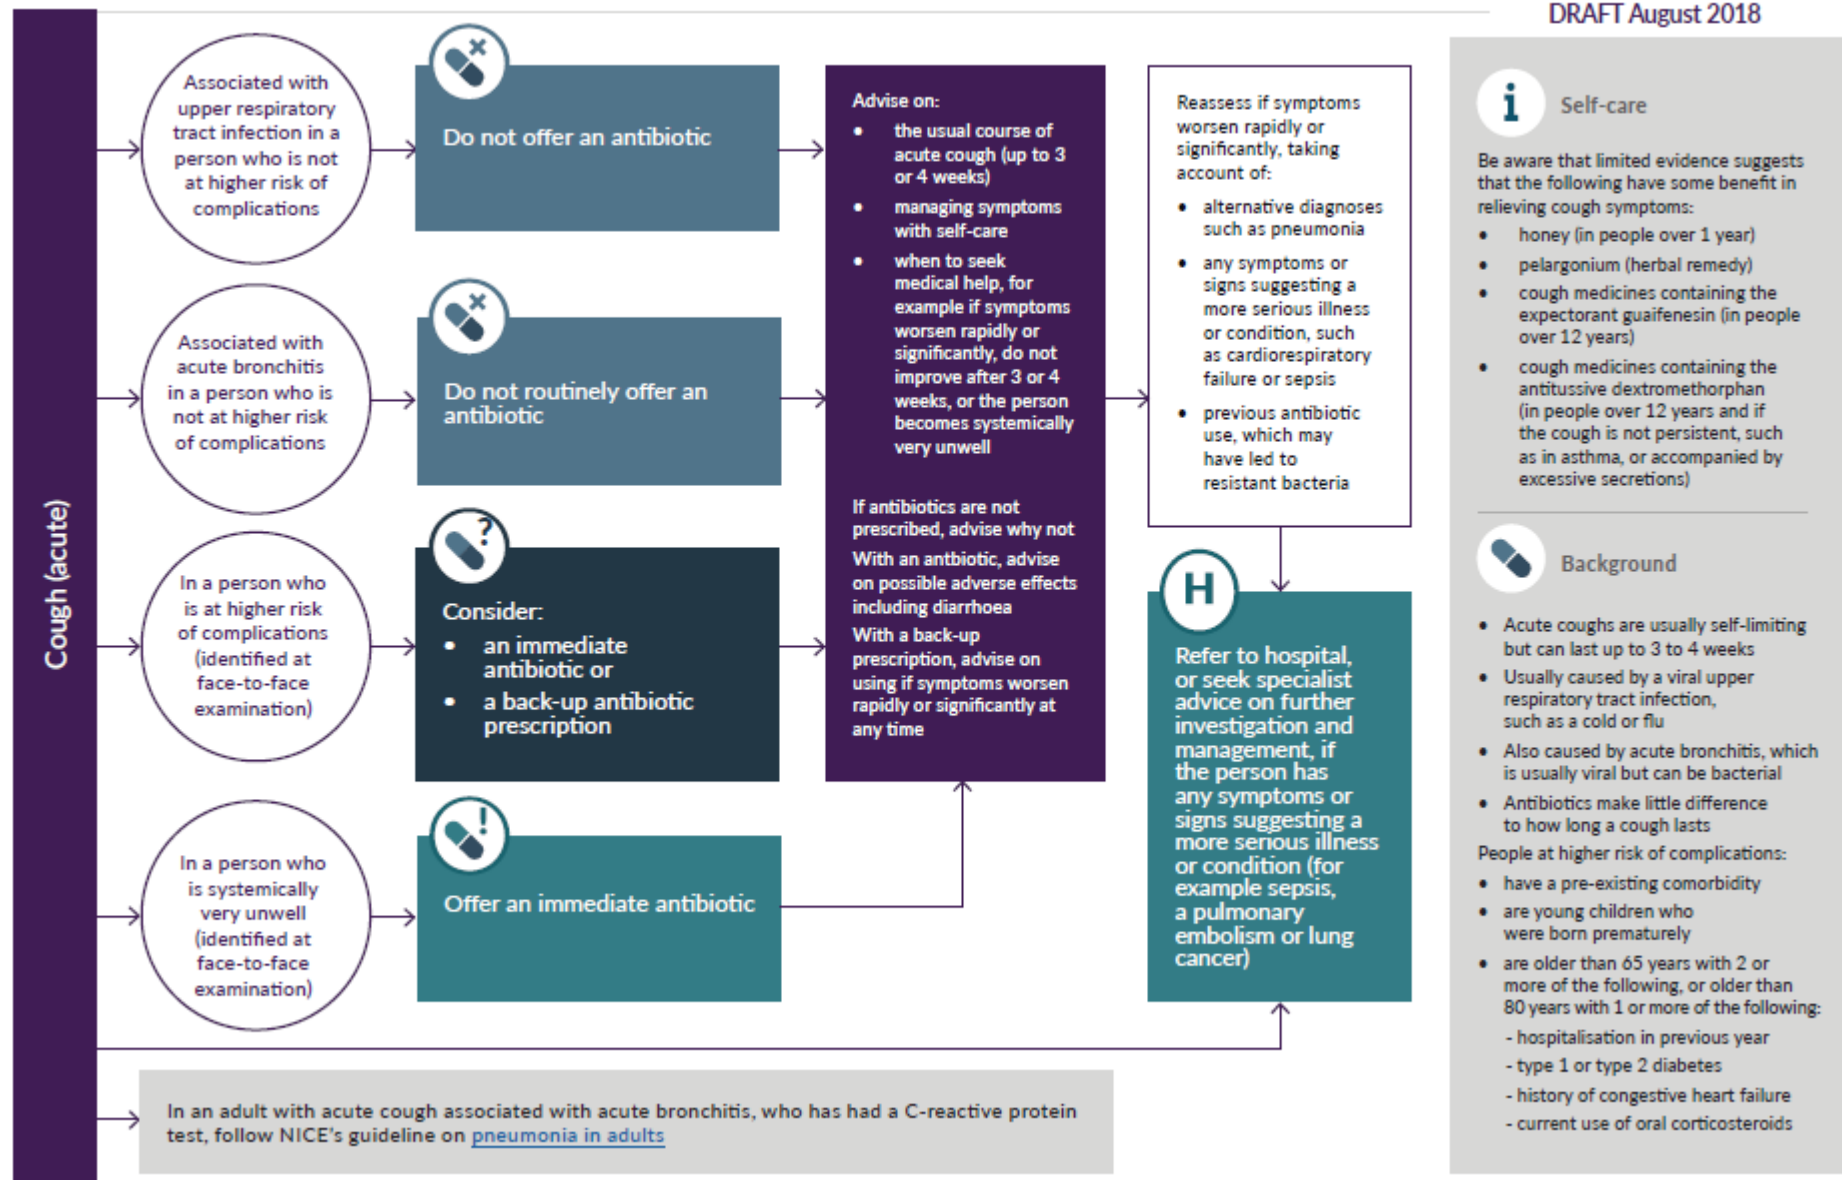 DRAFT August 2018
Cough (acute)
Associated with
upper respiratory
tract infection in a
person who is not
at higher risk of
complications
Do not offer an antibiotic
Associated with
acute bronchitis
in a person who is
not at higher risk
of complications
Do not routinely offer an
antibiotic
In a person who
is at higher risk
of complications
(identified at
face-to-face
examination)
?
Consider:
• an immediate
antibiotic or
• a back-up antibiotic
prescription
In a person who
is systemically
very unwell
(identified at
face-to-face
examination)
!
Offer an immediate antibiotic
Advise on:
• the usual course of
acute cough (up to 3
or 4 weeks)
• managing symptoms
with self-care
• when to seek
medical help, for
example if symptoms
worsen rapidly or
significantly, do not
improve after 3 or 4
weeks, or the person
becomes systemically
very unwell
If antibiotics are not
prescribed, advise why not
With an antbiotic, advise
on possible adverse effects
including diarrhoea
With a back-up
prescription, advise on
using if symptoms worsen
rapidly or significantly at
any time
Reassess if symptoms
worsen rapidly or
significantly, taking
account of:
• alternative diagnoses
such as pneumonia
• any symptoms or
signs suggesting a
more serious illness
or condition, such
as cardiorespiratory
failure or sepsis
• previous antibiotic
use, which may
have led to
resistant bacteria
H
Refer to hospital,
or seek specialist
advice on further
investigation and
management, if
the person has
any symptoms or
signs suggesting a
more serious illness
or condition (for
example sepsis,
a pulmonary
embolism or lung
cancer)
In an adult with acute cough associated with acute bronchitis, who has had a C-reactive protein
test, follow NICE's guideline on pneumonia in adults
i
Self-care
Be aware that limited evidence suggests
that the following have some benefit in
relieving cough symptoms:
• honey (in people over 1 year)
• pelargonium (herbal remedy)
• cough medicines containing the
expectorant guaifenesin (in people
over 12 years)
• cough medicines containing the
antitussive dextromethorphan
(in people over 12 years and if
the cough is not persistent, such
as in asthma, or accompanied by
excessive secretions)
Background
• Acute coughs are usually self-limiting
but can last up to 3 to 4 weeks
• Usually caused by a viral upper
respiratory tract infection,
such as a cold or flu
• Also caused by acute bronchitis, which
is usually viral but can be bacterial
• Antibiotics make little difference
to how long a cough lasts
People at higher risk of complications:
• have a pre-existing comorbidity
• are young children who
were born prematurely
• are older than 65 years with 2 or
more of the following, or older than
80 years with 1 or more of the following:
- hospitalisation in previous year
- type 1 or type 2 diabetes
- history of congestive heart failure
- current use of oral corticosteroids